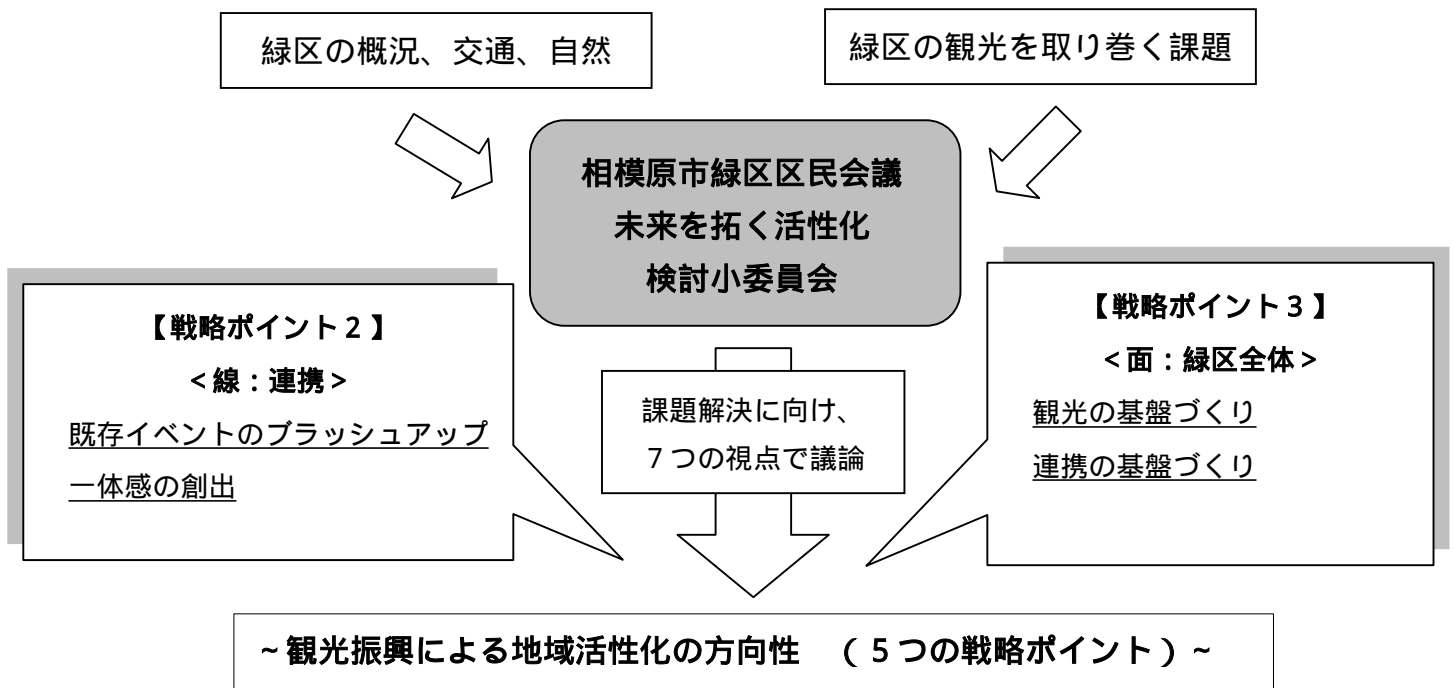 緑区の概況、交通、自然
緑区の観光を取り巻く課題
相模原市緑区区民会議
未来を拓く活性化
検討小委員会
【戦略ポイント２】
＜線：連携＞
既存イベントのブラッシュアップ
一体感の創出
課題解決に向け、
７つの視点で議論
【戦略ポイント３】
＜面：緑区全体＞
観光の基盤づくり
連携の基盤づくり
～観光振興による地域活性化の方向性　（５つの戦略ポイント）～